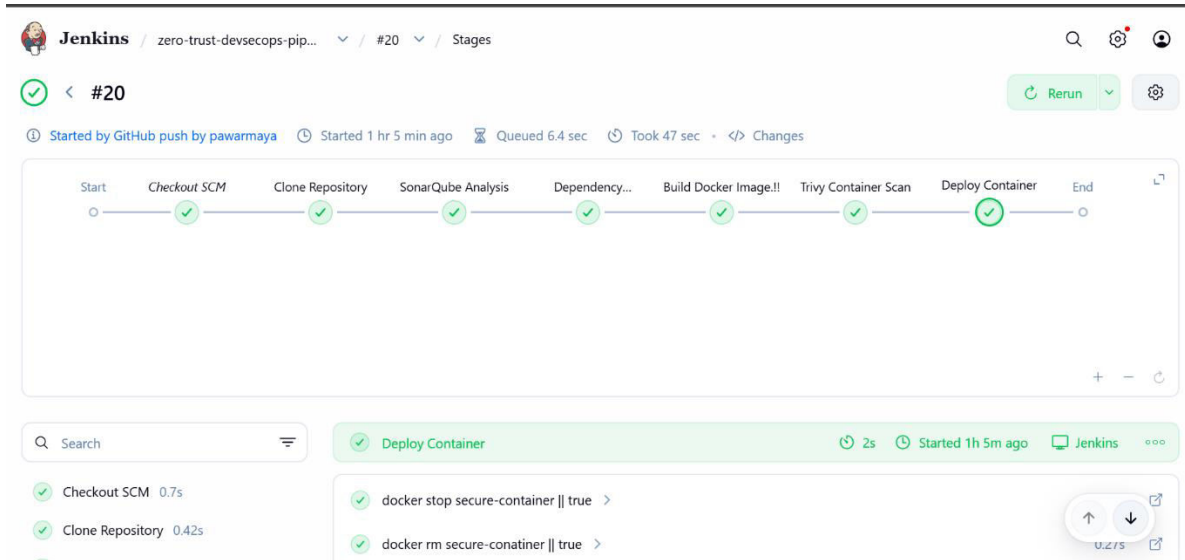 Jenkins / zero-trust-devsecops-pip... / #20 / Stages
#20
Rerun
Started by GitHub push by pawarmaya Started 1 hr 5 min ago Queued 6.4 sec Took 47 sec </> Changes
Start Checkout SCM Clone Repository SonarQube Analysis Dependency... Build Docker Image.!! Trivy Container Scan Deploy Container End
Search
Deploy Container 2s Started 1h 5m ago Jenkins
Checkout SCM 0.7s
Clone Repository 0.42s
docker stop secure-container || true
docker rm secure-conatiner || true 0.27s